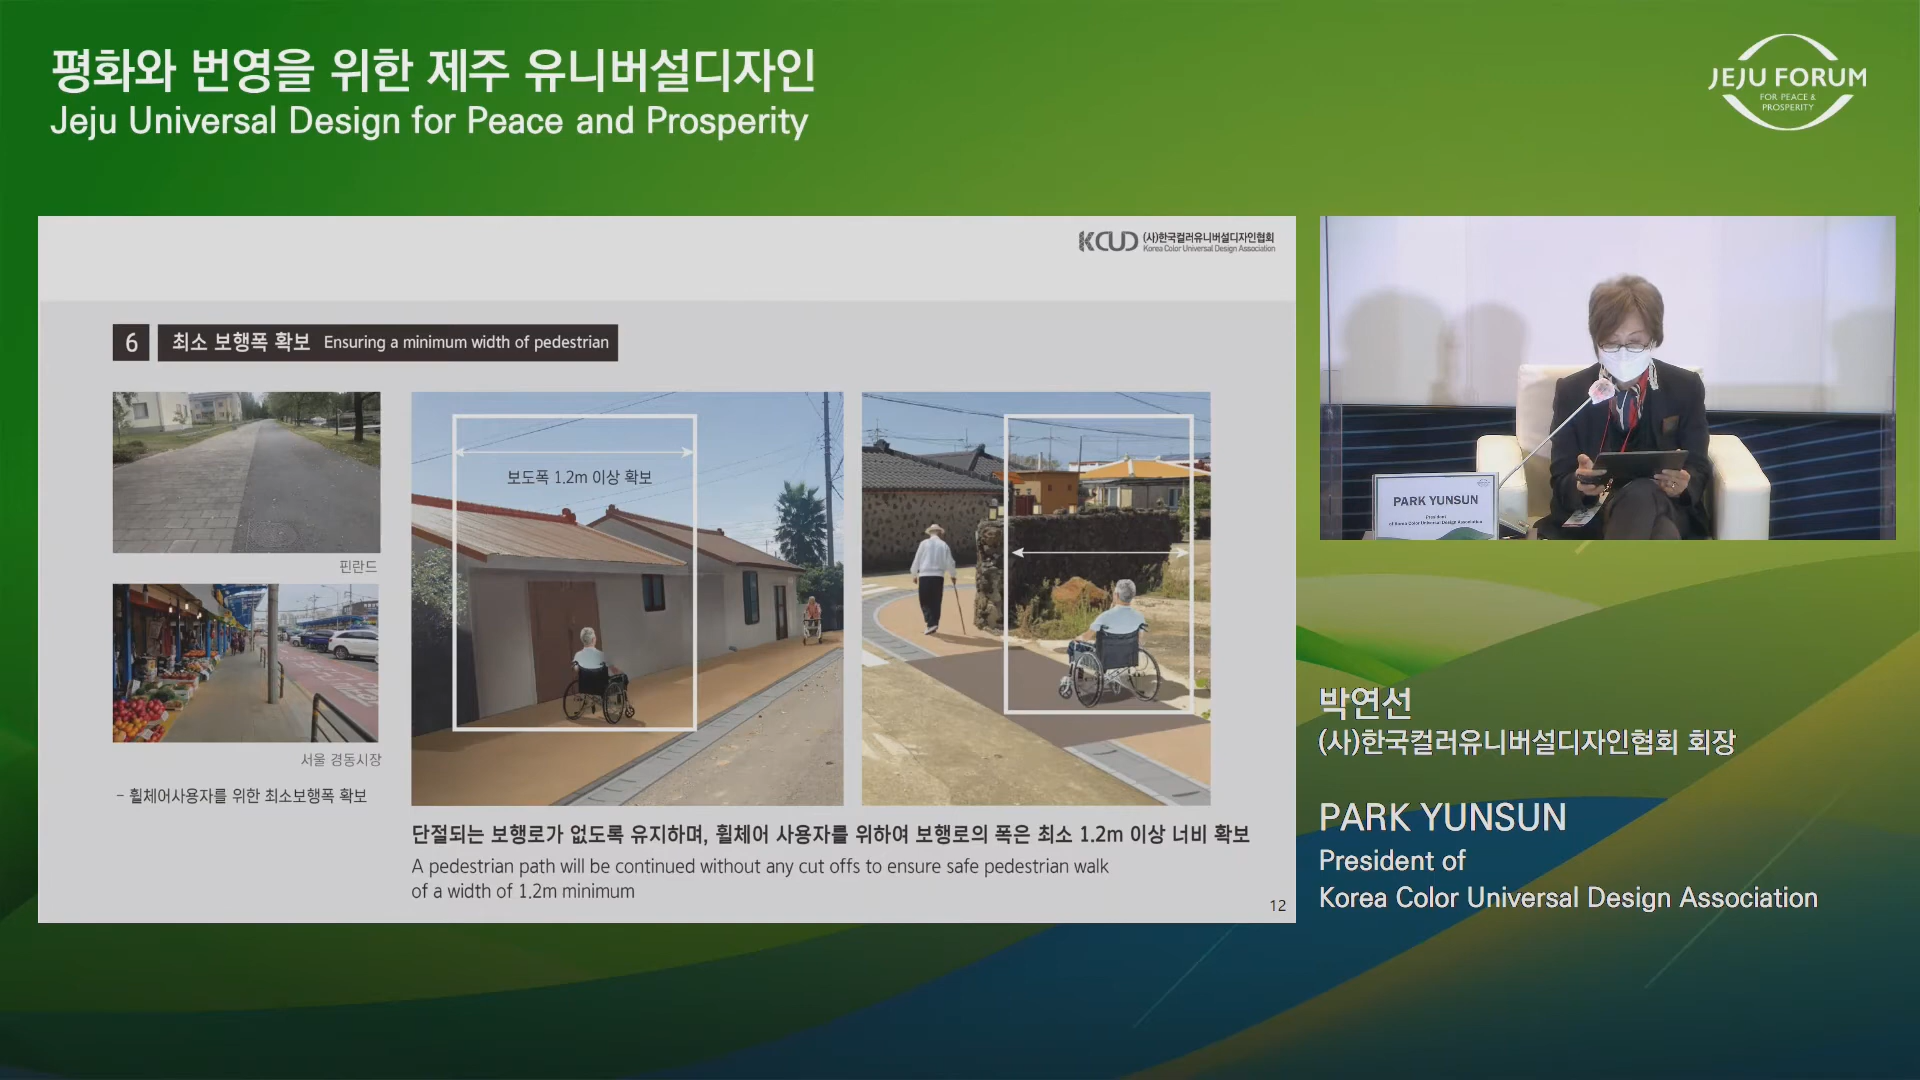 평화와 번영을 위한 제주 유니버설디자인
Jeju Universal Design for Peace and Prosperity
JEJU FORUM
FOR PEACE &
PROSPERITY
KCUD (사)한국컬러유니버설디자인협회
Korea Color Universal Design Association
6 최소 보행폭 확보 Ensuring a minimum width of pedestrian
핀란드
서울 경동시장
- 휠체어사용자를 위한 최소보행폭 확보
보도폭 1.2m 이상 확보
단절되는 보행로가 없도록 유지하며, 휠체어 사용자를 위하여 보행로의 폭은 최소 1.2m 이상 너비 확보
A pedestrian path will be continued without any cut offs to ensure safe pedestrian walk
of a width of 1.2m minimum
12
PARK YUNSUN
President
of Korea Color Universal Design Association
박연선
(사)한국컬러유니버설디자인협회 회장
PARK YUNSUN
President of
Korea Color Universal Design Association